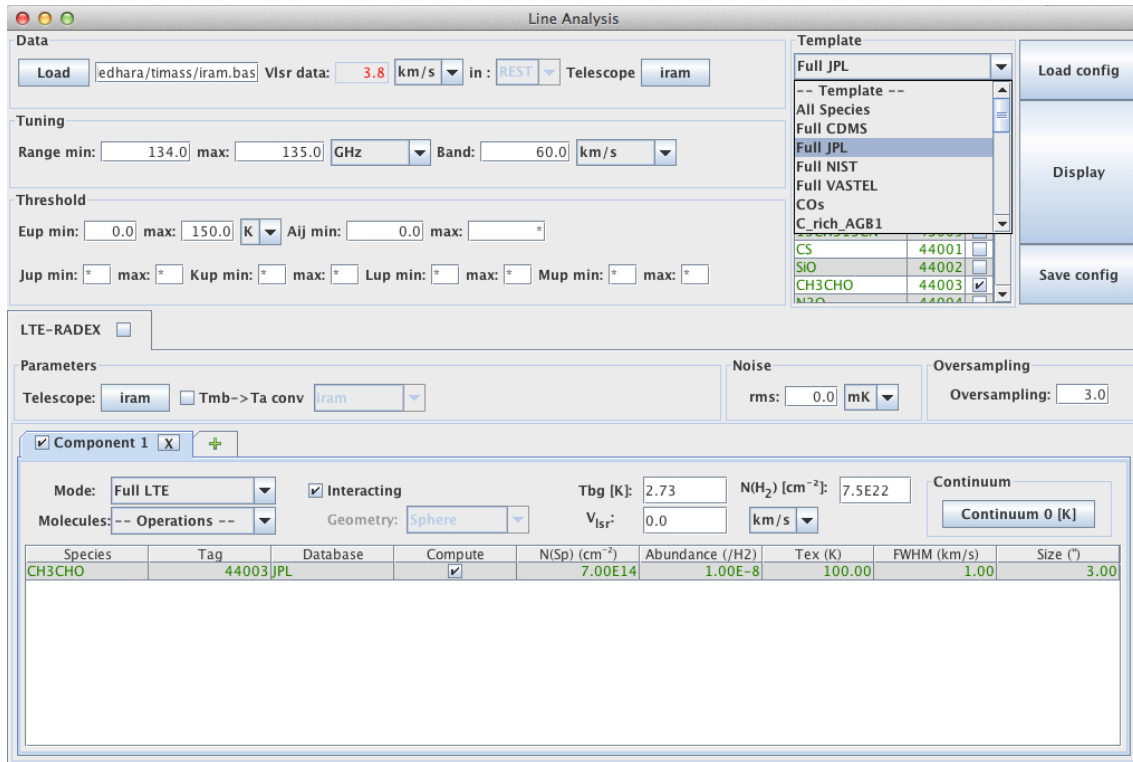 Line Analysis
Data
Load edhara/timass/iram.bas Vlsr data: 3.8 km/s in : REST Telescope iram
Tuning
Range min: 134.0 max: 135.0 GHz Band: 60.0 km/s
Threshold
Eup min: 0.0 max: 150.0 K Aij min: 0.0 max: *
Jup min: * max: * Kup min: * max: * Lup min: * max: * Mup min: * max: *
Template
Full JPL
-- Template --
All Species
Full CDMS
Full JPL
Full NIST
Full VASTEL
COs
C_rich_AGB1
CS 44001
SiO 44002
CH3CHO 44003
Load config
Display
Save config
LTE-RADEX
Parameters
Telescope: iram Tmb->Ta conv iram
Noise
rms: 0.0 mK
Oversampling
Oversampling: 3.0
Component 1 X
Mode: Full LTE Interacting Tbg [K]: 2.73 N(H₂) [cm⁻²]: 7.5E22
Molecules: -- Operations -- Geometry: Sphere Vlsr: 0.0 km/s
Continuum
Continuum 0 [K]
Species Tag Database Compute N(Sp) (cm⁻²) Abundance (/H2) Tex (K) FWHM (km/s) Size (")
CH3CHO 44003 JPL 7.00E14 1.00E-8 100.00 1.00 3.00